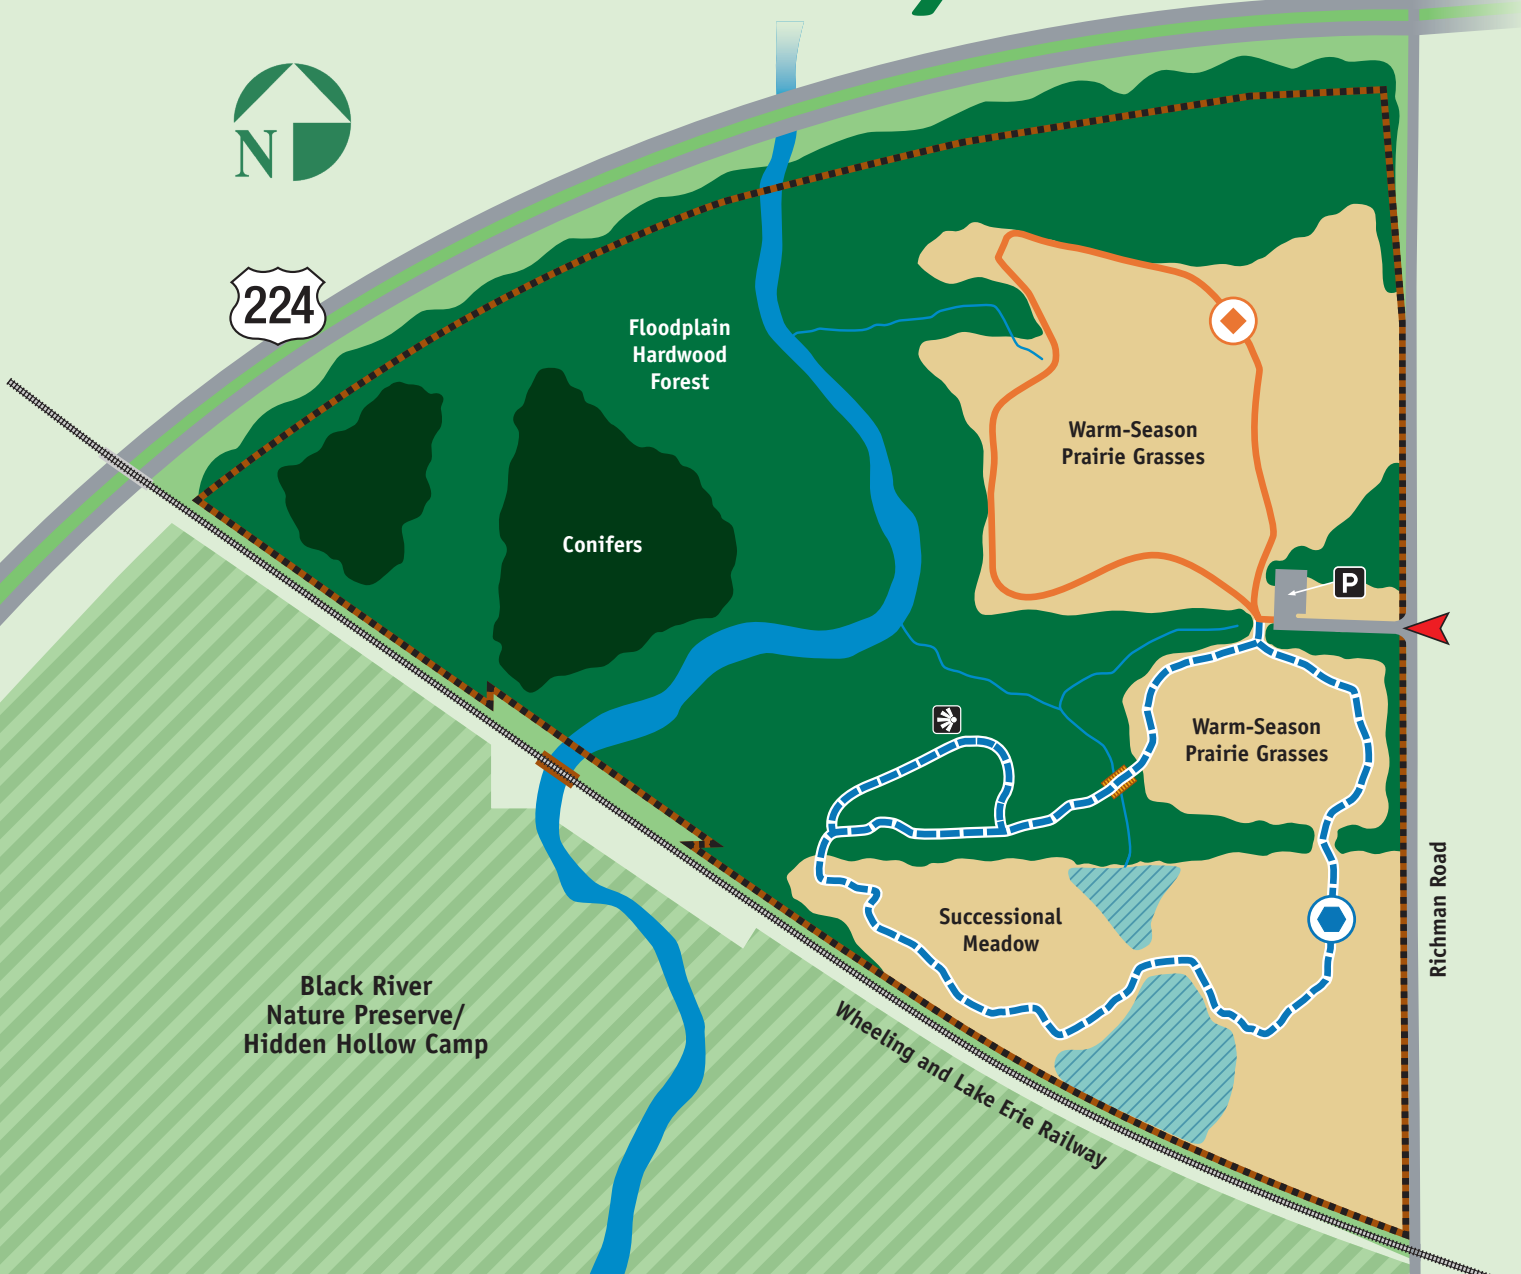 N
224
Floodplain
Hardwood
Forest
Warm-Season
Prairie Grasses
Conifers
P
Warm-Season
Prairie Grasses
Successional
Meadow
Richman Road
Black River
Nature Preserve/
Hidden Hollow Camp
Wheeling and Lake Erie Railway